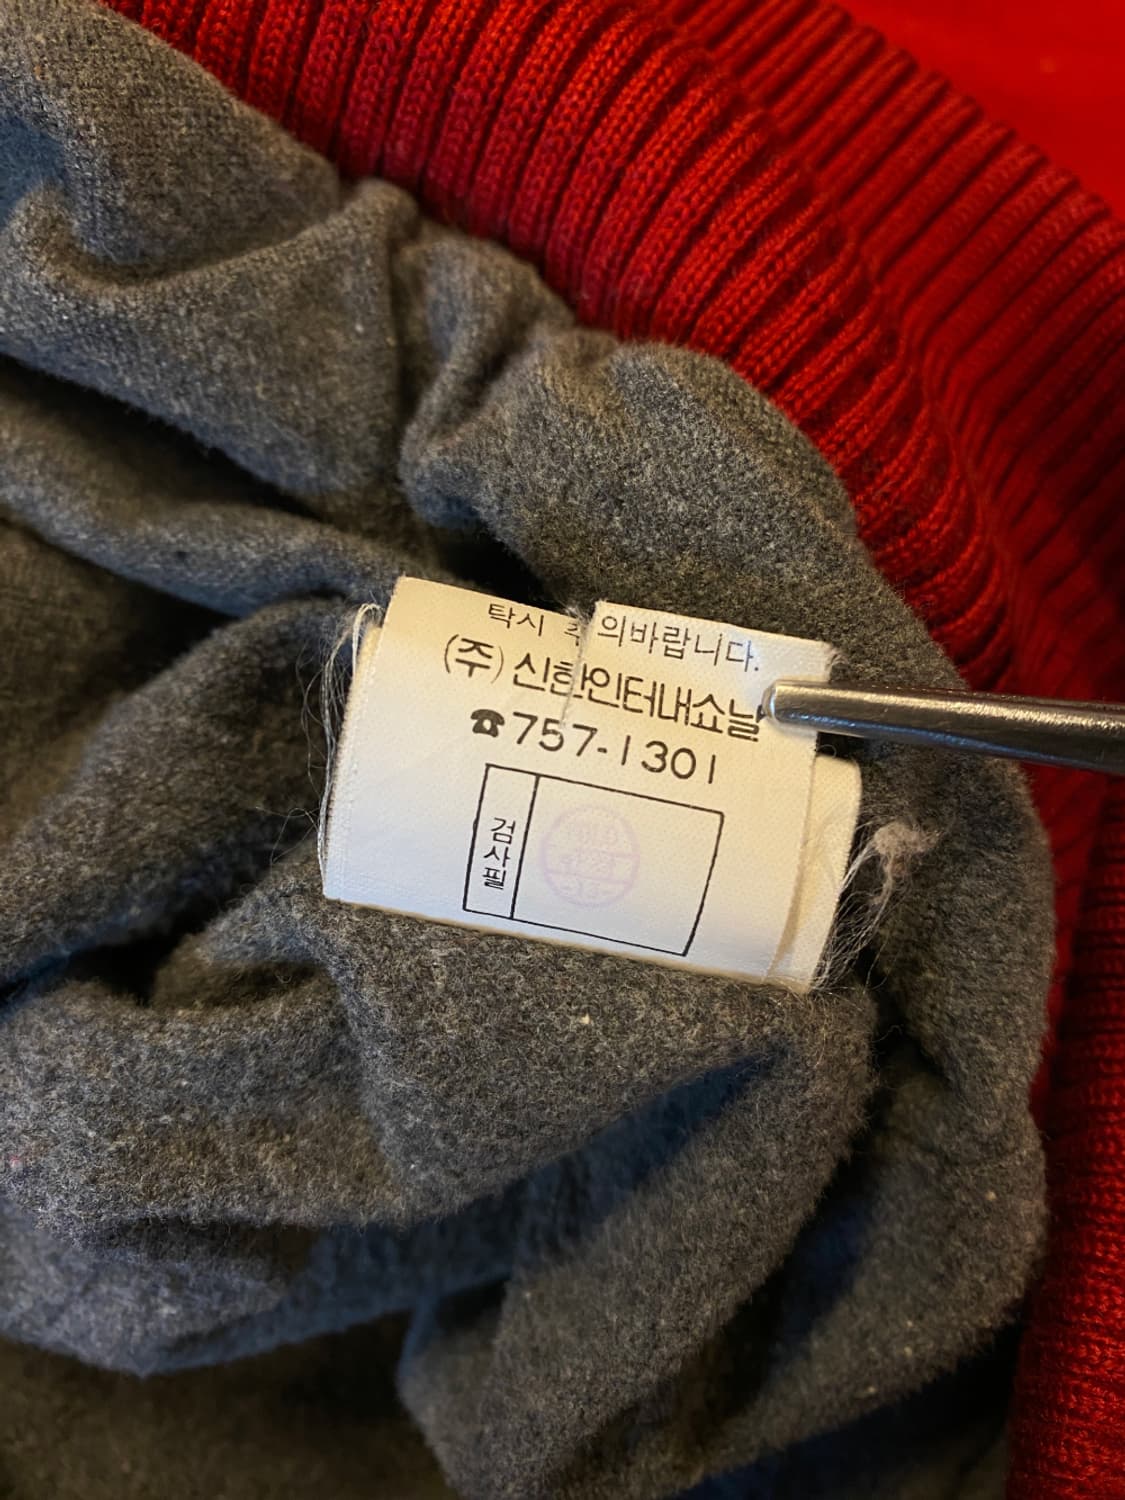 탁시 주의바랍니다.
(주) 신한인터내쇼날
☎757-1301
검사필